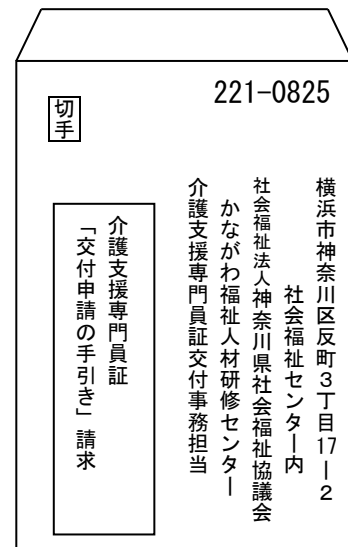 221-0825
切手
横浜市神奈川区反町3丁目17ー2
社会福祉センター内
社会福祉法人神奈川県社会福祉協議会
かながわ福祉人材研修センター
介護支援専門員証交付事務担当
介護支援専門員証
「交付申請の手引き」請求